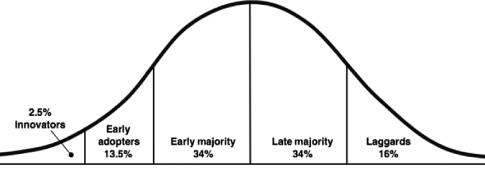 2.5%
Innovators
Early
adopters
13.5%
Early majority
34%
Late majority
34%
Laggards
16%